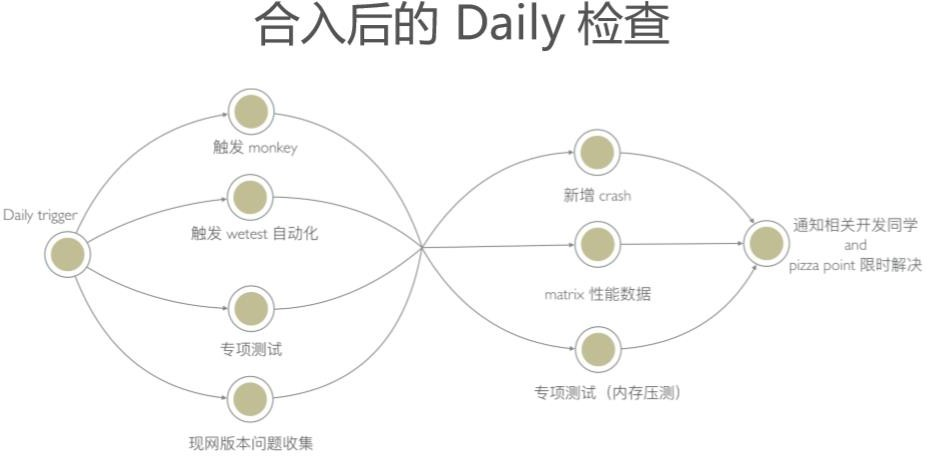 合入后的 Daily 检查
Daily trigger
触发 monkey
触发 wetest 自动化
专项测试
现网版本问题收集
新增 crash
matrix 性能数据
专项测试（内存压测）
通知相关开发同学
and
pizza point 限时解决